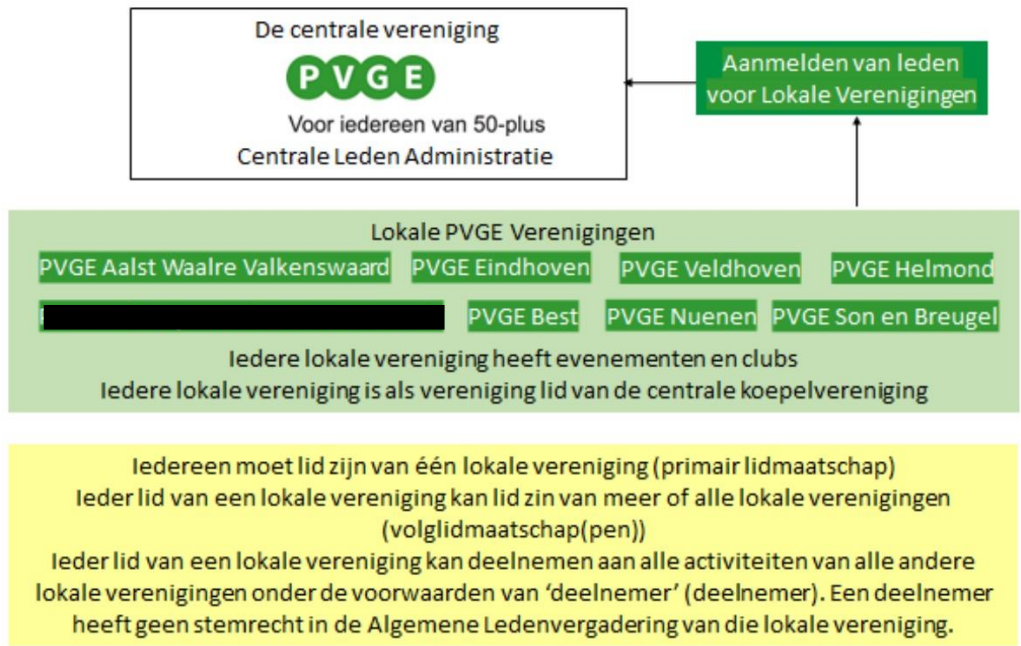 De centrale vereniging
PVGE
Voor iedereen van 50-plus
Centrale Leden Administratie
Aanmelden van leden
voor Lokale Verenigingen
Lokale PVGE Verenigingen
PVGE Aalst Waalre Valkenswaard PVGE Eindhoven PVGE Veldhoven PVGE Helmond
PVGE Best PVGE Nuenen PVGE Son en Breugel
Iedere lokale vereniging heeft evenementen en clubs
Iedere lokale vereniging is als vereniging lid van de centrale koepelvereniging
Iedereen moet lid zijn van één lokale vereniging (primair lidmaatschap)
Ieder lid van een lokale vereniging kan lid zin van meer of alle lokale verenigingen
(volglidmaatschap(pen))
Ieder lid van een lokale vereniging kan deelnemen aan alle activiteiten van alle andere
lokale verenigingen onder de voorwaarden van ‘deelnemer’ (deelnemer). Een deelnemer
heeft geen stemrecht in de Algemene Ledenvergadering van die lokale vereniging.